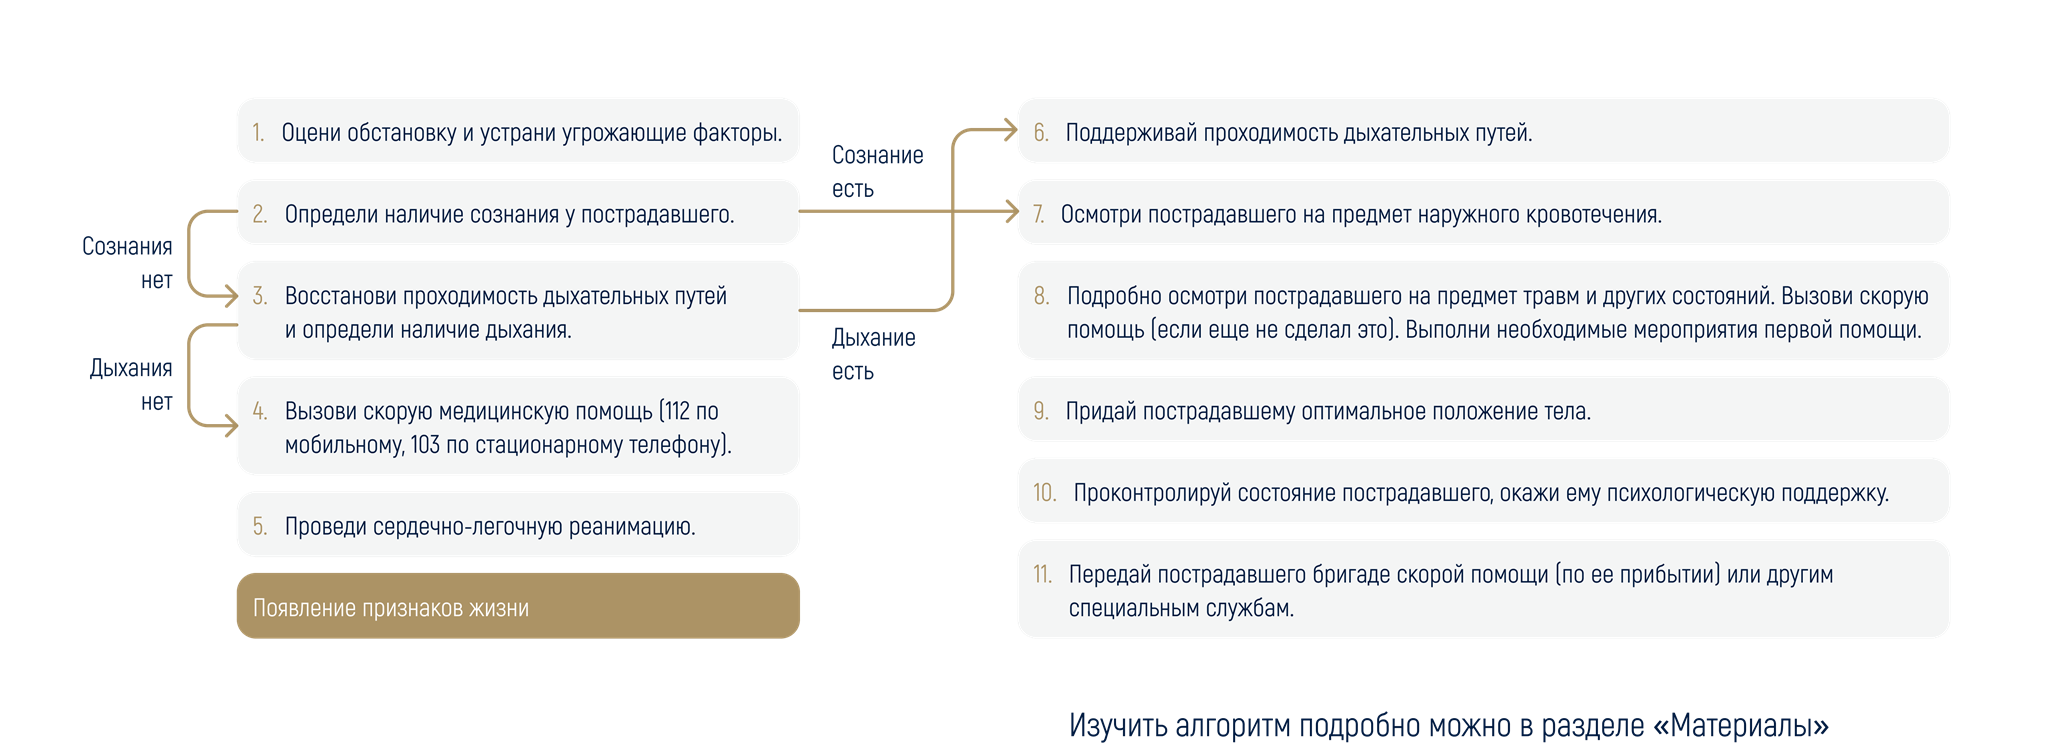 1. Оцени обстановку и устрани угрожающие факторы.
2. Определи наличие сознания у пострадавшего.
Сознания
нет
3. Восстанови проходимость дыхательных путей
и определи наличие дыхания.
Дыхания
нет
4. Вызови скорую медицинскую помощь (112 по
мобильному, 103 по стационарному телефону).
5. Проведи сердечно-легочную реанимацию.
Появление признаков жизни
Сознание
есть
Дыхание
есть
6. Поддерживай проходимость дыхательных путей.
7. Осмотри пострадавшего на предмет наружного кровотечения.
8. Подробно осмотри пострадавшего на предмет травм и других состояний. Вызови скорую
помощь (если еще не сделал это). Выполни необходимые мероприятия первой помощи.
9. Придай пострадавшему оптимальное положение тела.
10. Проконтролируй состояние пострадавшего, окажи ему психологическую поддержку.
11. Передай пострадавшего бригаде скорой помощи (по ее прибытии) или другим
специальным службам.
Изучить алгоритм подробно можно в разделе «Материалы»